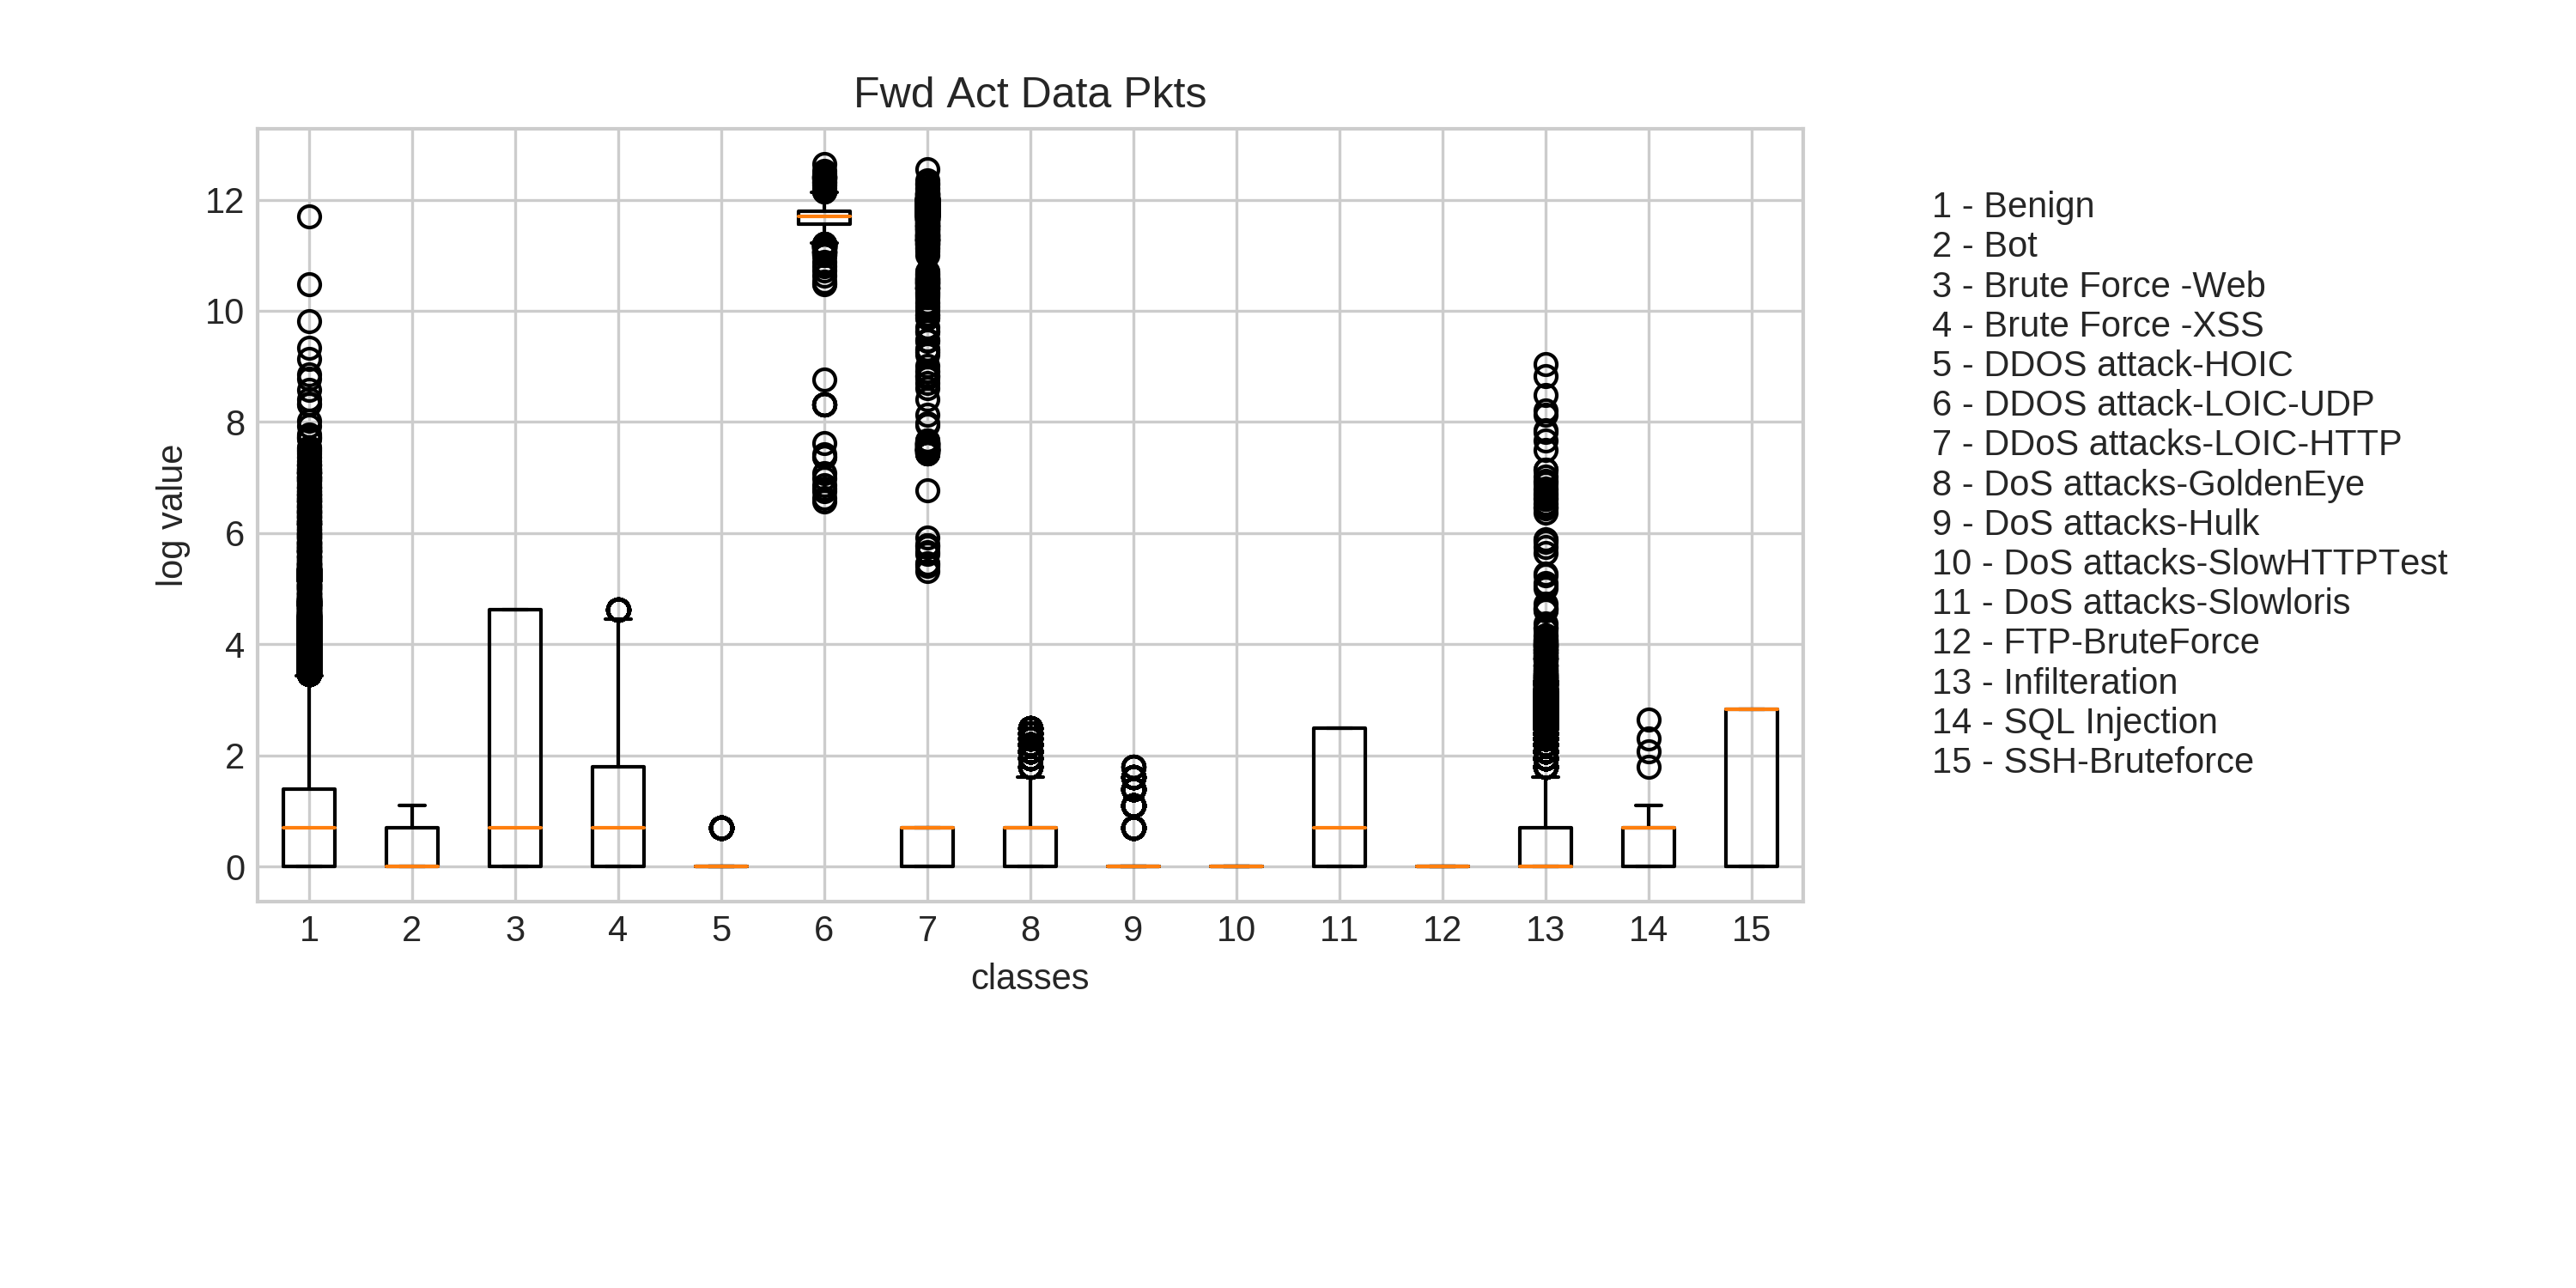 Fwd Act Data Pkts
log value
12
10
8
6
4
2
0
1 2 3 4 5 6 7 8 9 10 11 12 13 14 15
classes
1 - Benign
2 - Bot
3 - Brute Force -Web
4 - Brute Force -XSS
5 - DDOS attack-HOIC
6 - DDOS attack-LOIC-UDP
7 - DDoS attacks-LOIC-HTTP
8 - DoS attacks-GoldenEye
9 - DoS attacks-Hulk
10 - DoS attacks-SlowHTTPTest
11 - DoS attacks-Slowloris
12 - FTP-BruteForce
13 - Infilteration
14 - SQL Injection
15 - SSH-Bruteforce